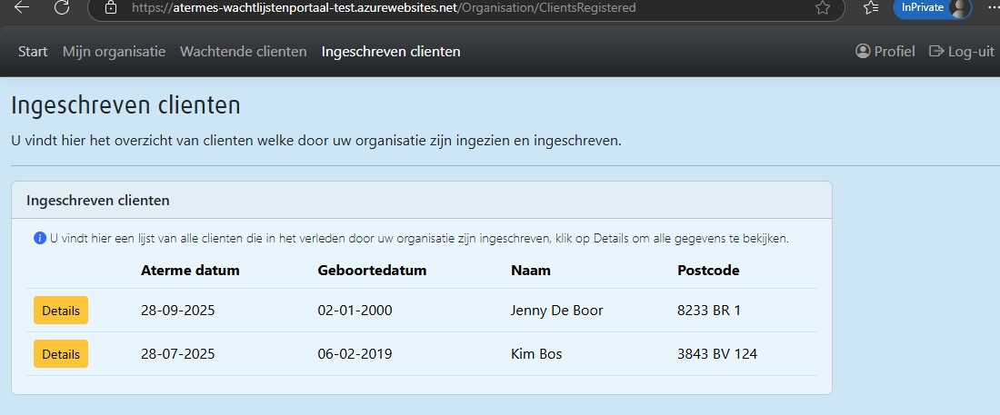 https://atermes-wachtlijstenportaal-test.azurewebsites.net/Organisation/ClientsRegistered InPrivate
Start Mijn organisatie Wachtende clienten Ingeschreven clienten Profiel Log-uit
Ingeschreven clienten
U vindt hier het overzicht van clienten welke door uw organisatie zijn ingezien en ingeschreven.
Ingeschreven clienten
U vindt hier een lijst van alle clienten die in het verleden door uw organisatie zijn ingeschreven, klik op Details om alle gegevens te bekijken.
Aterme datum Geboortedatum Naam Postcode
Details 28-09-2025 02-01-2000 Jenny De Boor 8233 BR 1
Details 28-07-2025 06-02-2019 Kim Bos 3843 BV 124